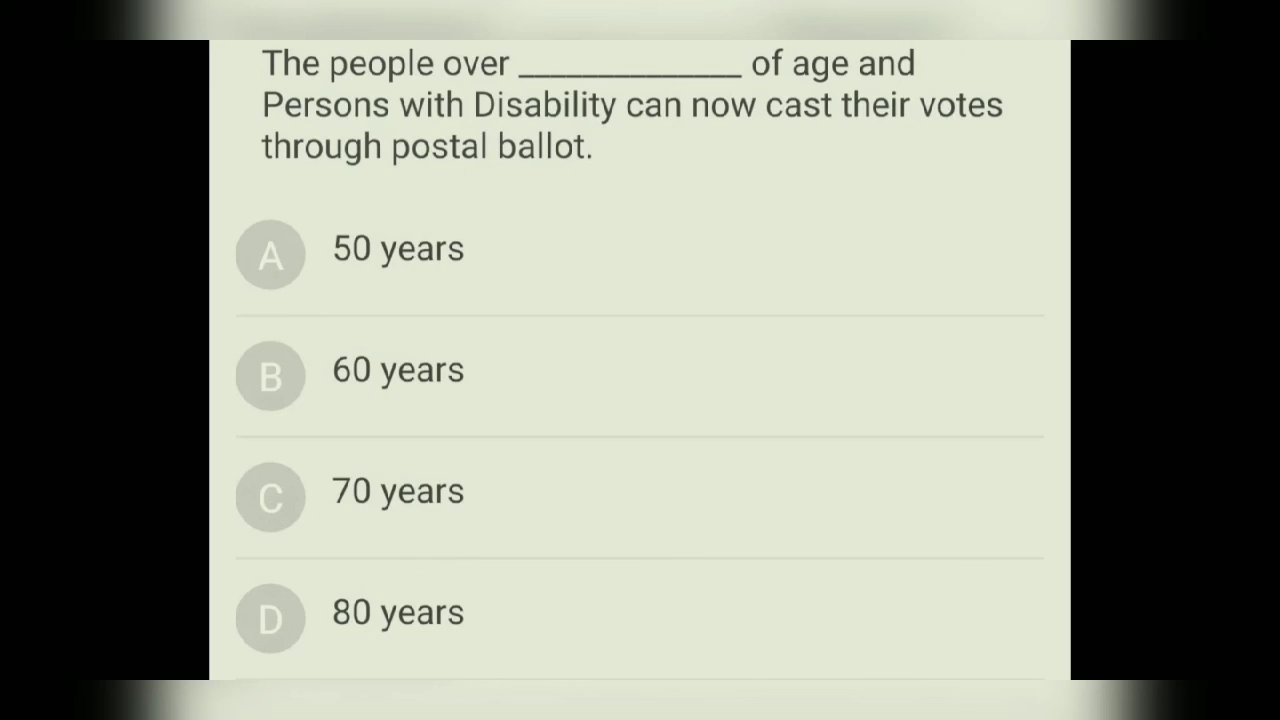 The people over ______________ of age and
Persons with Disability can now cast their votes
through postal ballot.
A 50 years
B 60 years
C 70 years
D 80 years